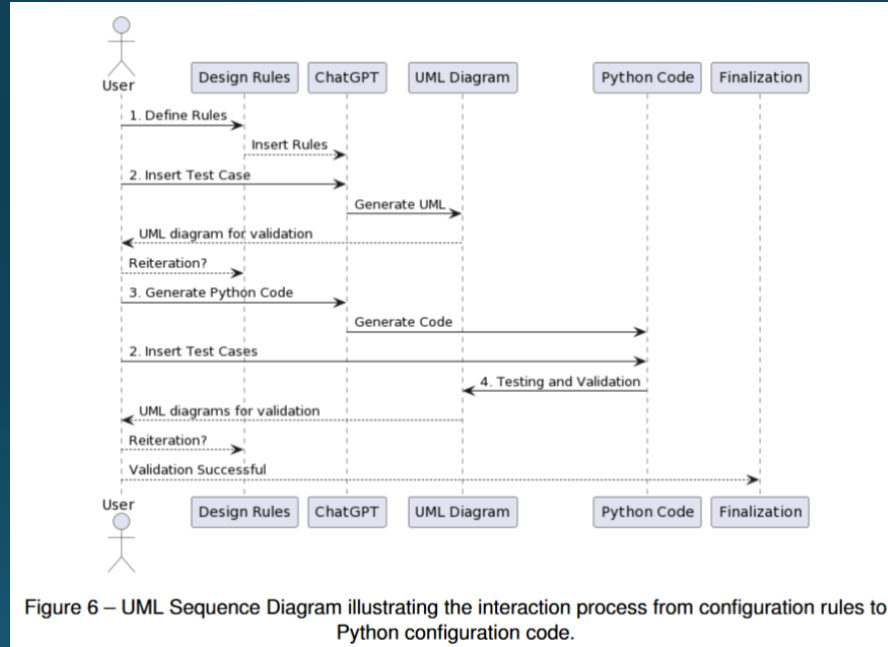 User
Design Rules
ChatGPT
UML Diagram
Python Code
Finalization
1. Define Rules
Insert Rules
2. Insert Test Case
Generate UML
UML diagram for validation
Reiteration?
3. Generate Python Code
Generate Code
2. Insert Test Cases
4. Testing and Validation
UML diagrams for validation
Reiteration?
Validation Successful
User
Design Rules
ChatGPT
UML Diagram
Python Code
Finalization
Figure 6 – UML Sequence Diagram illustrating the interaction process from configuration rules to
Python configuration code.